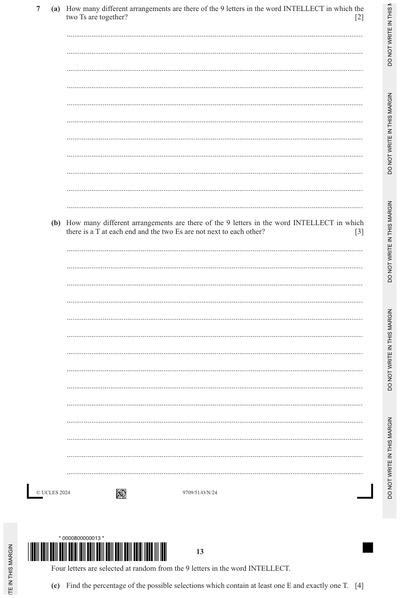 7 (a) How many different arrangements are there of the 9 letters in the word INTELLECT in which the
two Ts are together? [2]
(b) How many different arrangements are there of the 9 letters in the word INTELLECT in which
there is a T at each end and the two Es are not next to each other? [3]
© UCLES 2024 9709/51/O/N/24
DO NOT WRITE IN THIS M
DO NOT WRITE IN THIS MARGIN
DO NOT WRITE IN THIS MARGIN
DO NOT WRITE IN THIS MARGIN
DO NOT WRITE IN THIS MARGIN
* 0000800000013 *
13
TE IN THIS MARGIN
Four letters are selected at random from the 9 letters in the word INTELLECT.
(c) Find the percentage of the possible selections which contain at least one E and exactly one T. [4]